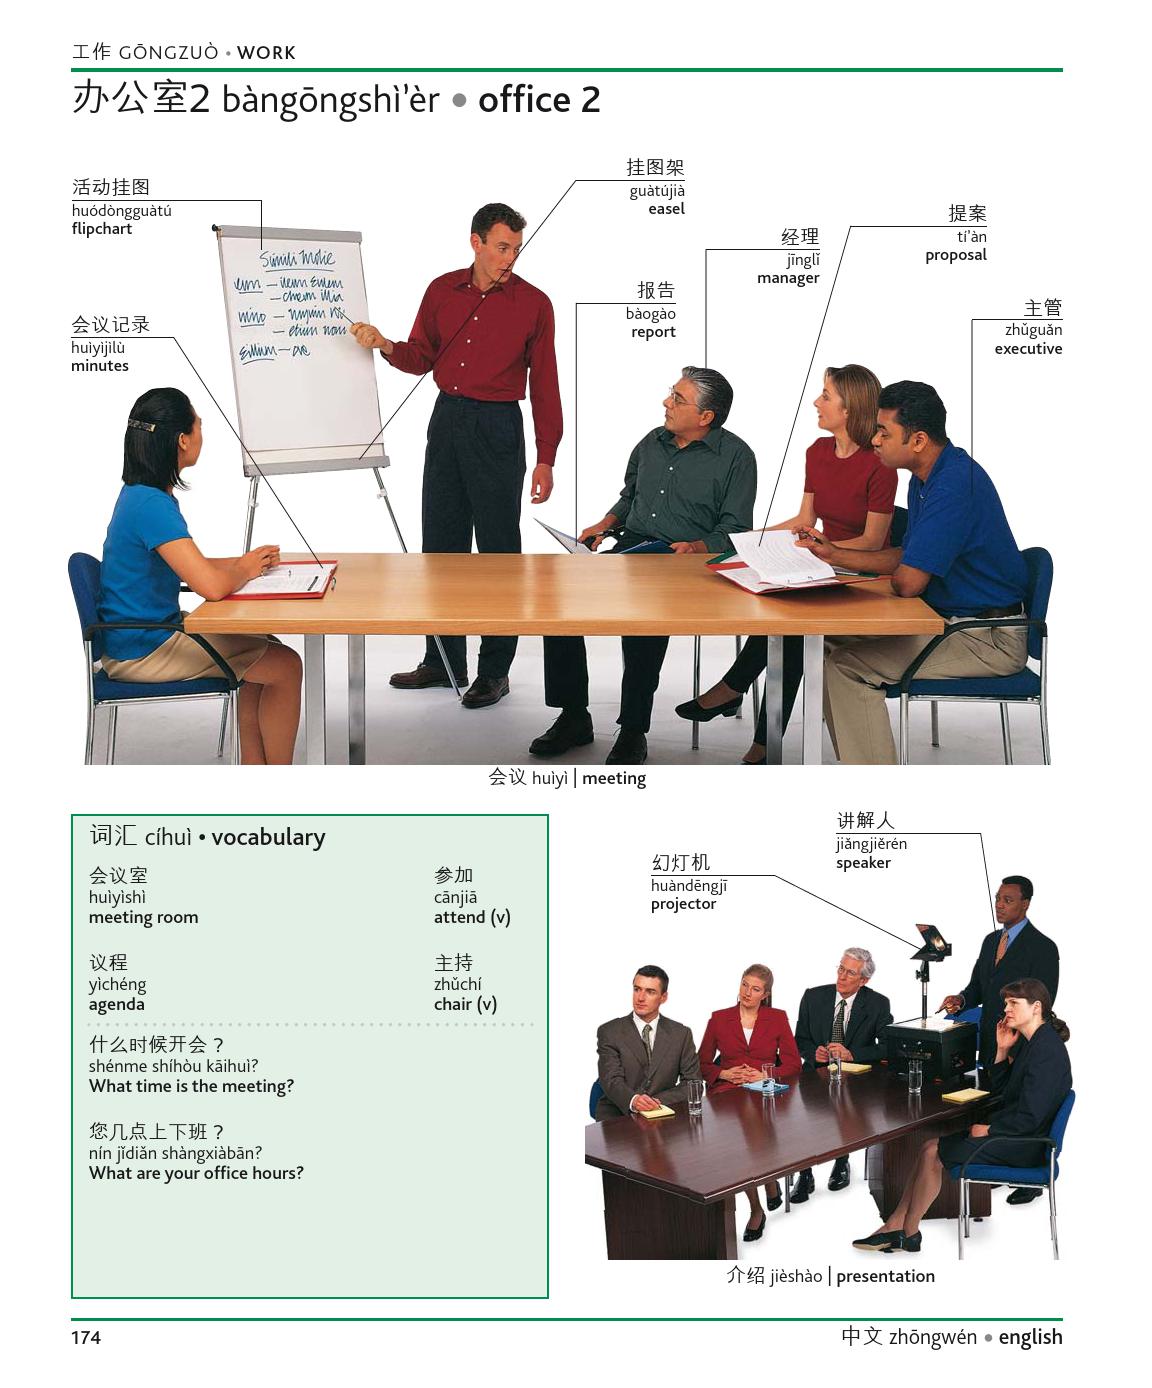 工作 GŌNGZUÒ • WORK
办公室2 bàngōngshì’èr • office 2
活动挂图
huódòngguàtú
flipchart
挂图架
guàtújià
easel
提案
tí’àn
proposal
经理
jīnglǐ
manager
报告
bàogào
report
主管
zhǔguǎn
executive
会议记录
huìyìjìlù
minutes
会议 huìyì | meeting
词汇 cíhuì • vocabulary
会议室
huìyìshì
meeting room
参加
cānjiā
attend (v)
议程
yìchéng
agenda
主持
zhǔchí
chair (v)
什么时候开会？
shénme shíhòu kāihuì?
What time is the meeting?
您几点上下班？
nín jǐdiǎn shàngxiàbān?
What are your office hours?
讲解人
jiǎngjiěrén
speaker
幻灯机
huàndēngjī
projector
介绍 jièshào | presentation
174
中文 zhōngwén • english